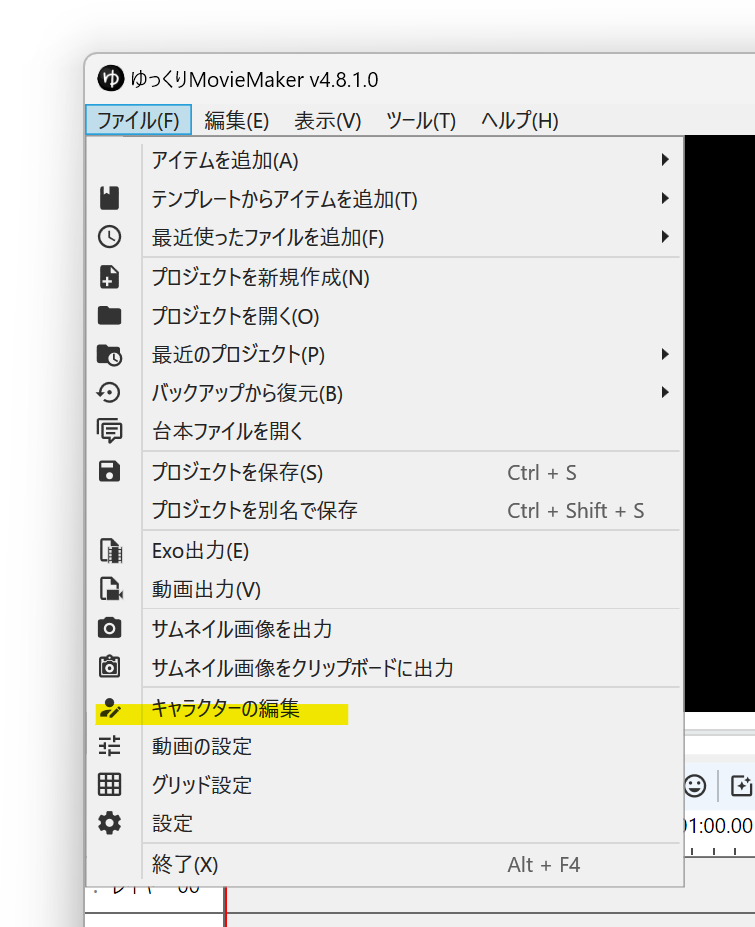 ゆ ゆっくりMovieMaker v4.8.1.0
ファイル(F) 編集(E) 表示(V) ツール(T) ヘルプ(H)
アイテムを追加(A)
テンプレートからアイテムを追加(T)
最近使ったファイルを追加(F)
プロジェクトを新規作成(N)
プロジェクトを開く(O)
最近のプロジェクト(P)
バックアップから復元(B)
台本ファイルを開く
プロジェクトを保存(S) Ctrl + S
プロジェクトを別名で保存 Ctrl + Shift + S
Exo出力(E)
動画出力(V)
サムネイル画像を出力
サムネイル画像をクリップボードに出力
キャラクターの編集
動画の設定
グリッド設定
設定
01:00.00
終了(X) Alt + F4